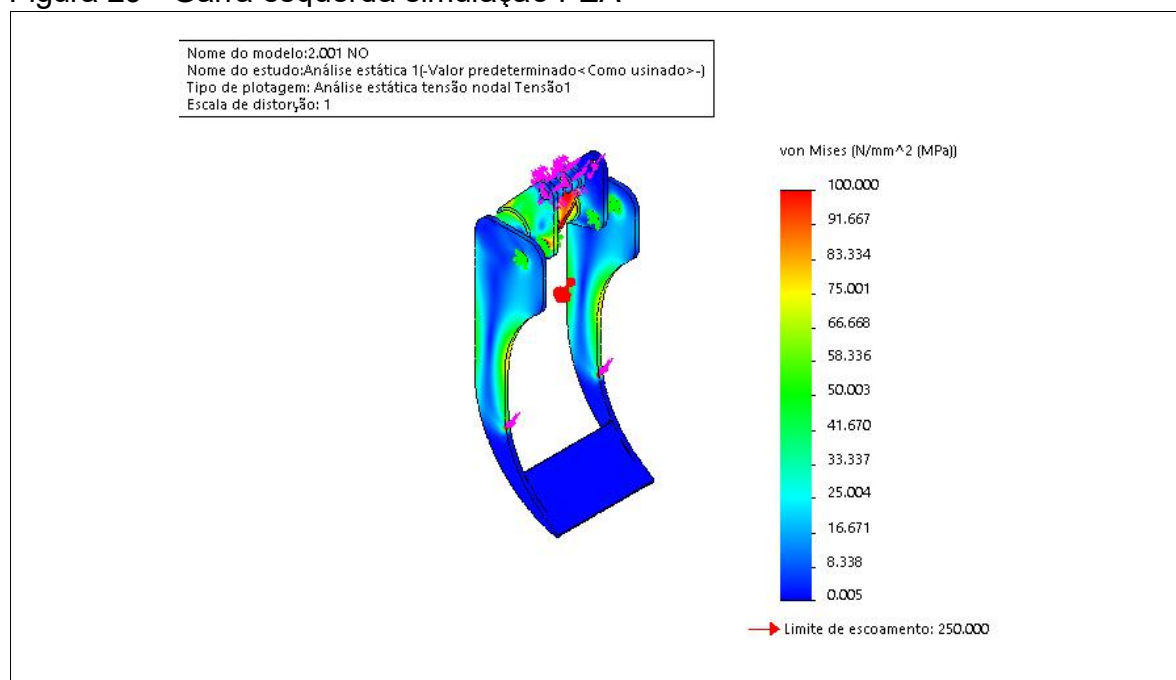 Nome do modelo:2.001 NO
Nome do estudo:Análise estática 1(-Valor predeterminado<Como usinado>-)
Tipo de plotagem: Análise estática tensão nodal Tensão1
Escala de distorção: 1
von Mises (N/mm^2 (MPa))
100.000
91.667
83.334
75.001
66.668
58.336
50.003
41.670
33.337
25.004
16.671
8.338
0.005
Limite de escoamento: 250.000